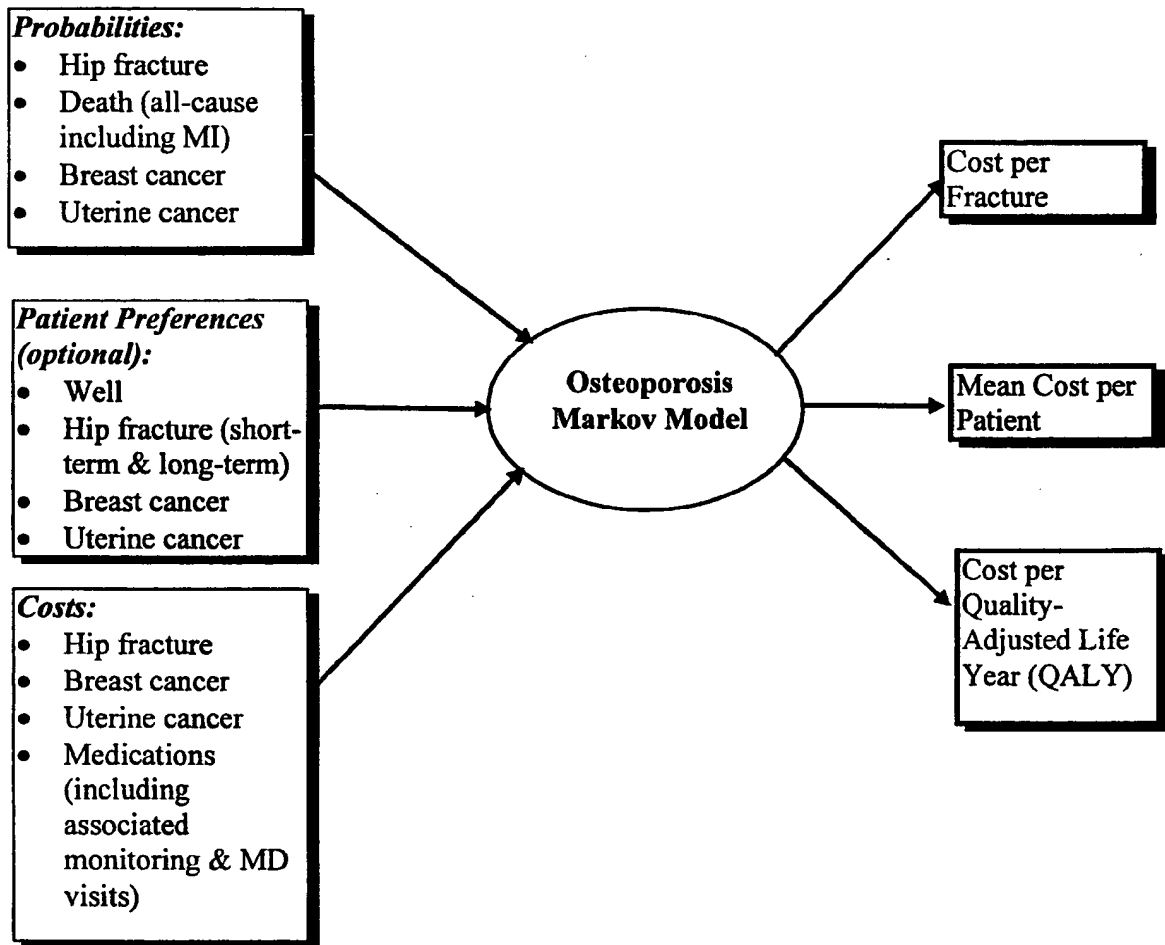 Probabilities:
• Hip fracture
• Death (all-cause
including MI)
• Breast cancer
• Uterine cancer
Patient Preferences
(optional):
• Well
• Hip fracture (short-
term & long-term)
• Breast cancer
• Uterine cancer
Costs:
• Hip fracture
• Breast cancer
• Uterine cancer
• Medications
(including
associated
monitoring & MD
visits)
Osteoporosis
Markov Model
Cost per
Fracture
Mean Cost per
Patient
Cost per
Quality-
Adjusted Life
Year (QALY)